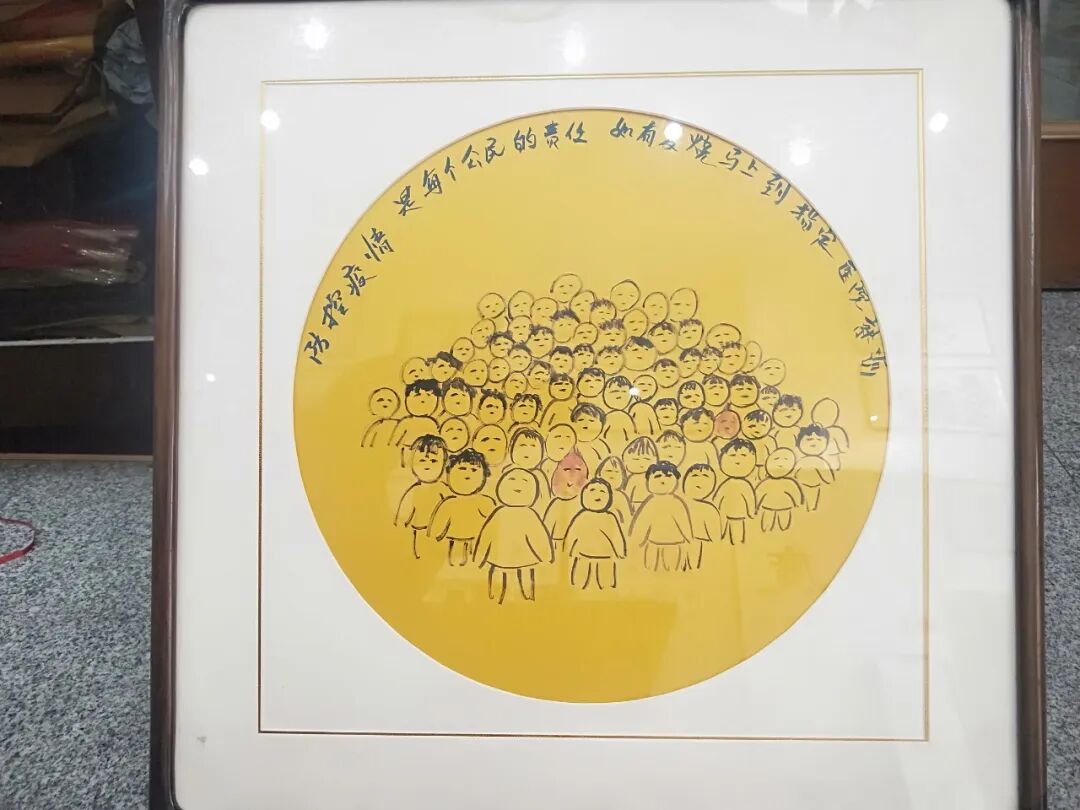 防控疫情 是每个公民的责任 如有发烧马上到指定医院诊断